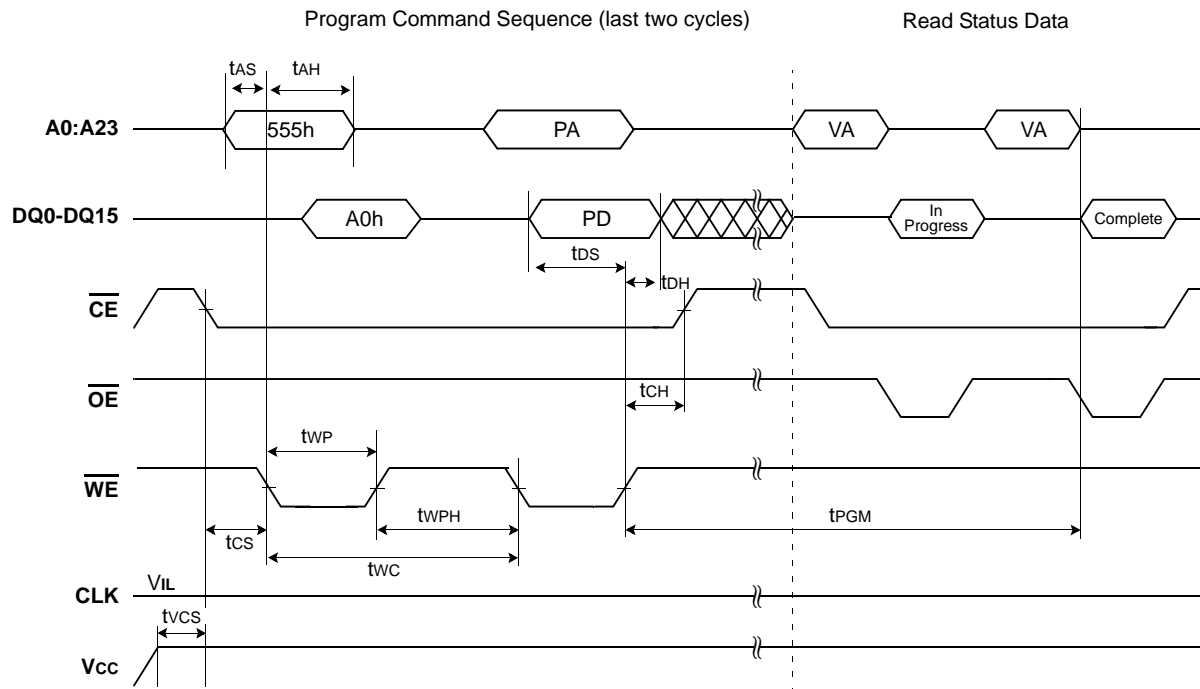 Program Command Sequence (last two cycles)
Read Status Data
tAS
tAH
A0:A23
555h
PA
VA
VA
DQ0-DQ15
A0h
PD
In
Progress
Complete
tDS
tDH
CE
OE
tCH
tWP
WE
tWPH
tPGM
tCS
tWC
CLK
VIL
tVCS
Vcc